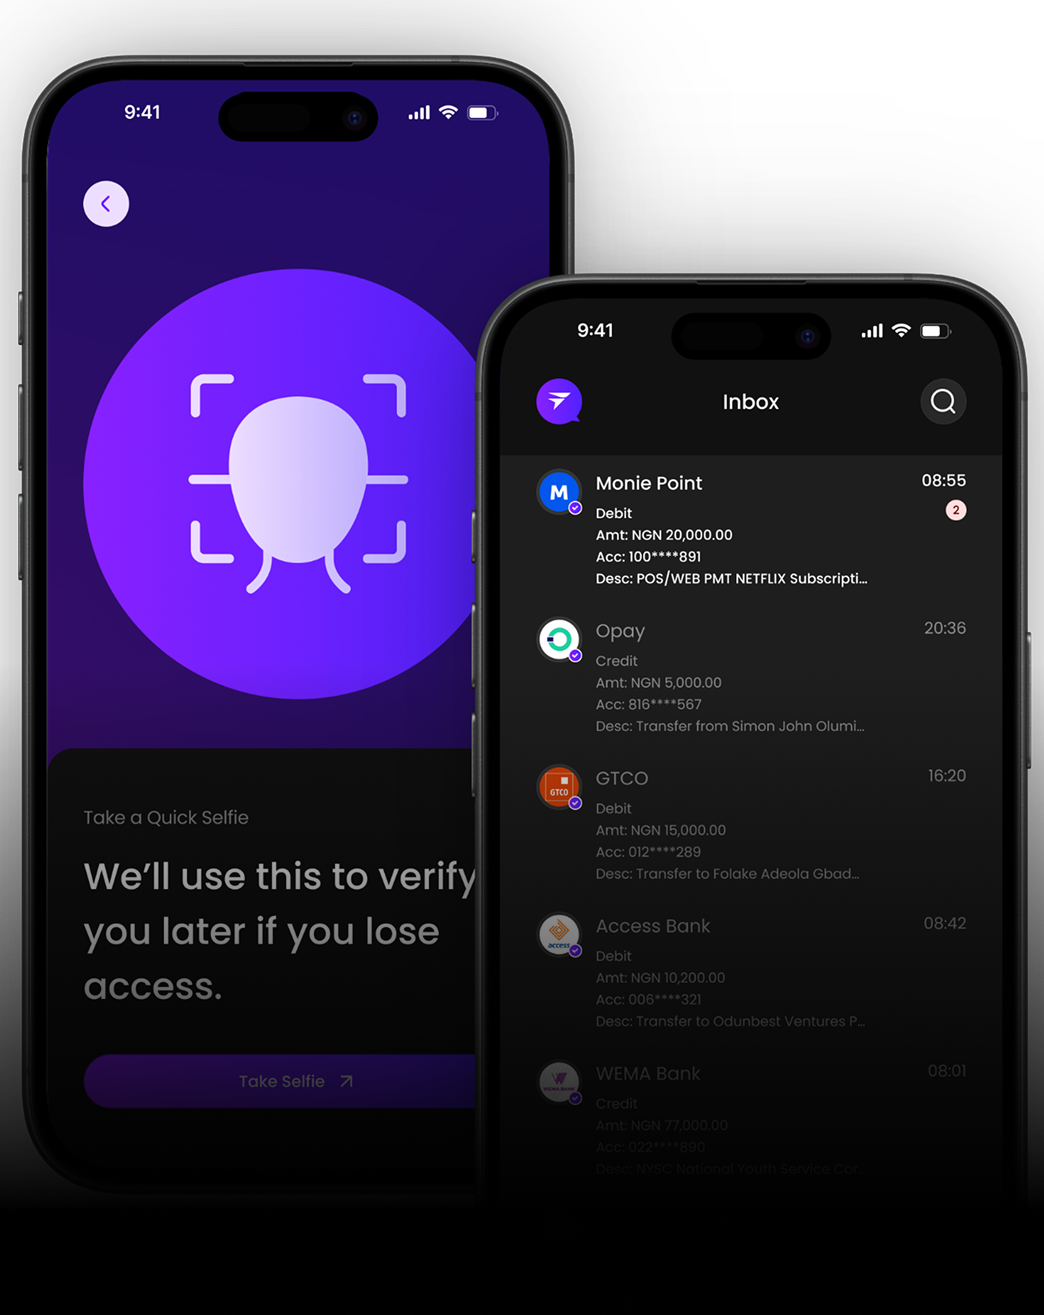 9:41
Take a Quick Selfie
We’ll use this to verify
you later if you lose
access.
Take Selfie
9:41
Inbox
M
Monie Point
08:55
2
Debit
Amt: NGN 20,000.00
Acc: 100****891
Desc: POS/WEB PMT NETFLIX Subscripti...
Opay
20:36
Credit
Amt: NGN 5,000.00
Acc: 816****567
Desc: Transfer from Simon John Olumi...
GTCO
GTCO
16:20
Debit
Amt: NGN 15,000.00
Acc: 012****289
Desc: Transfer to Folake Adeola Gbad...
access
Access Bank
08:42
Debit
Amt: NGN 10,200.00
Acc: 006****321
Desc: Transfer to Odunbest Ventures P...
WEMA BANK
WEMA Bank
08:01
Credit
Amt: NGN 77,000.00
Acc: 022****890
Desc: NYSC National Youth Service Cor...